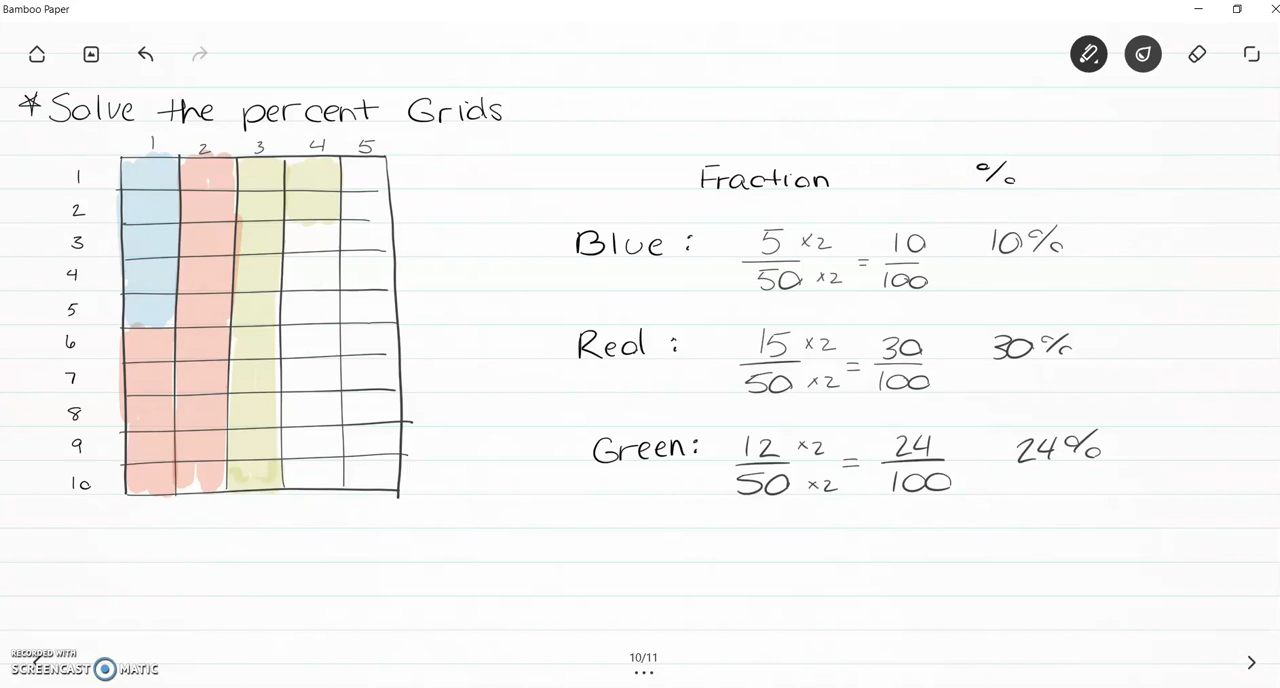 Bamboo Paper
*Solve the percent Grids
1 2 3 4 5
1
2
3
4
5
6
7
8
9
10
Fraction %
Blue: 5/50 ×2/×2 = 10/100 10%
Red: 15/50 ×2/×2 = 30/100 30%
Green: 12/50 ×2/×2 = 24/100 24%
10/11
RECORDED WITH
SCREENCAST MATIC